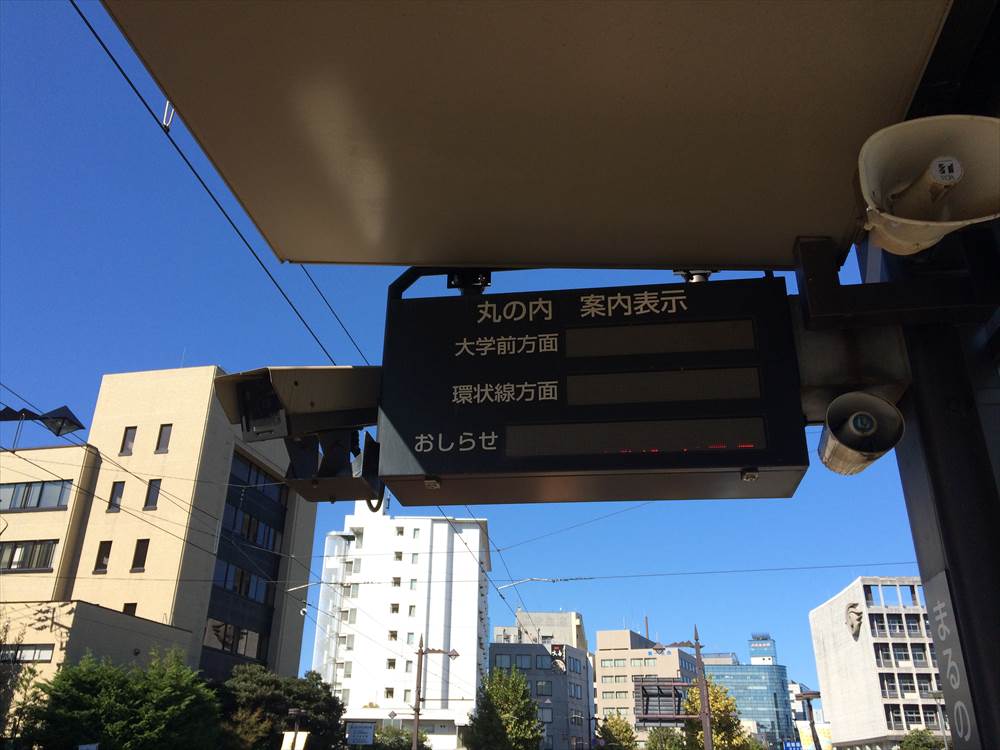 丸の内 案内表示
大学前方面
環状線方面
おしらせ
TOA
まるの